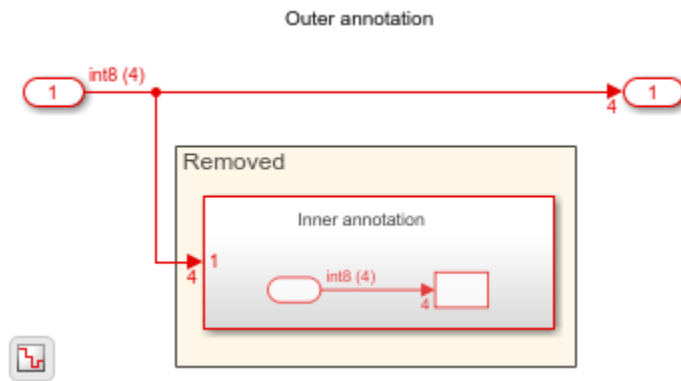 Outer annotation
int8 (4)
1
1
4
Removed
Inner annotation
1
int8 (4)
4
4